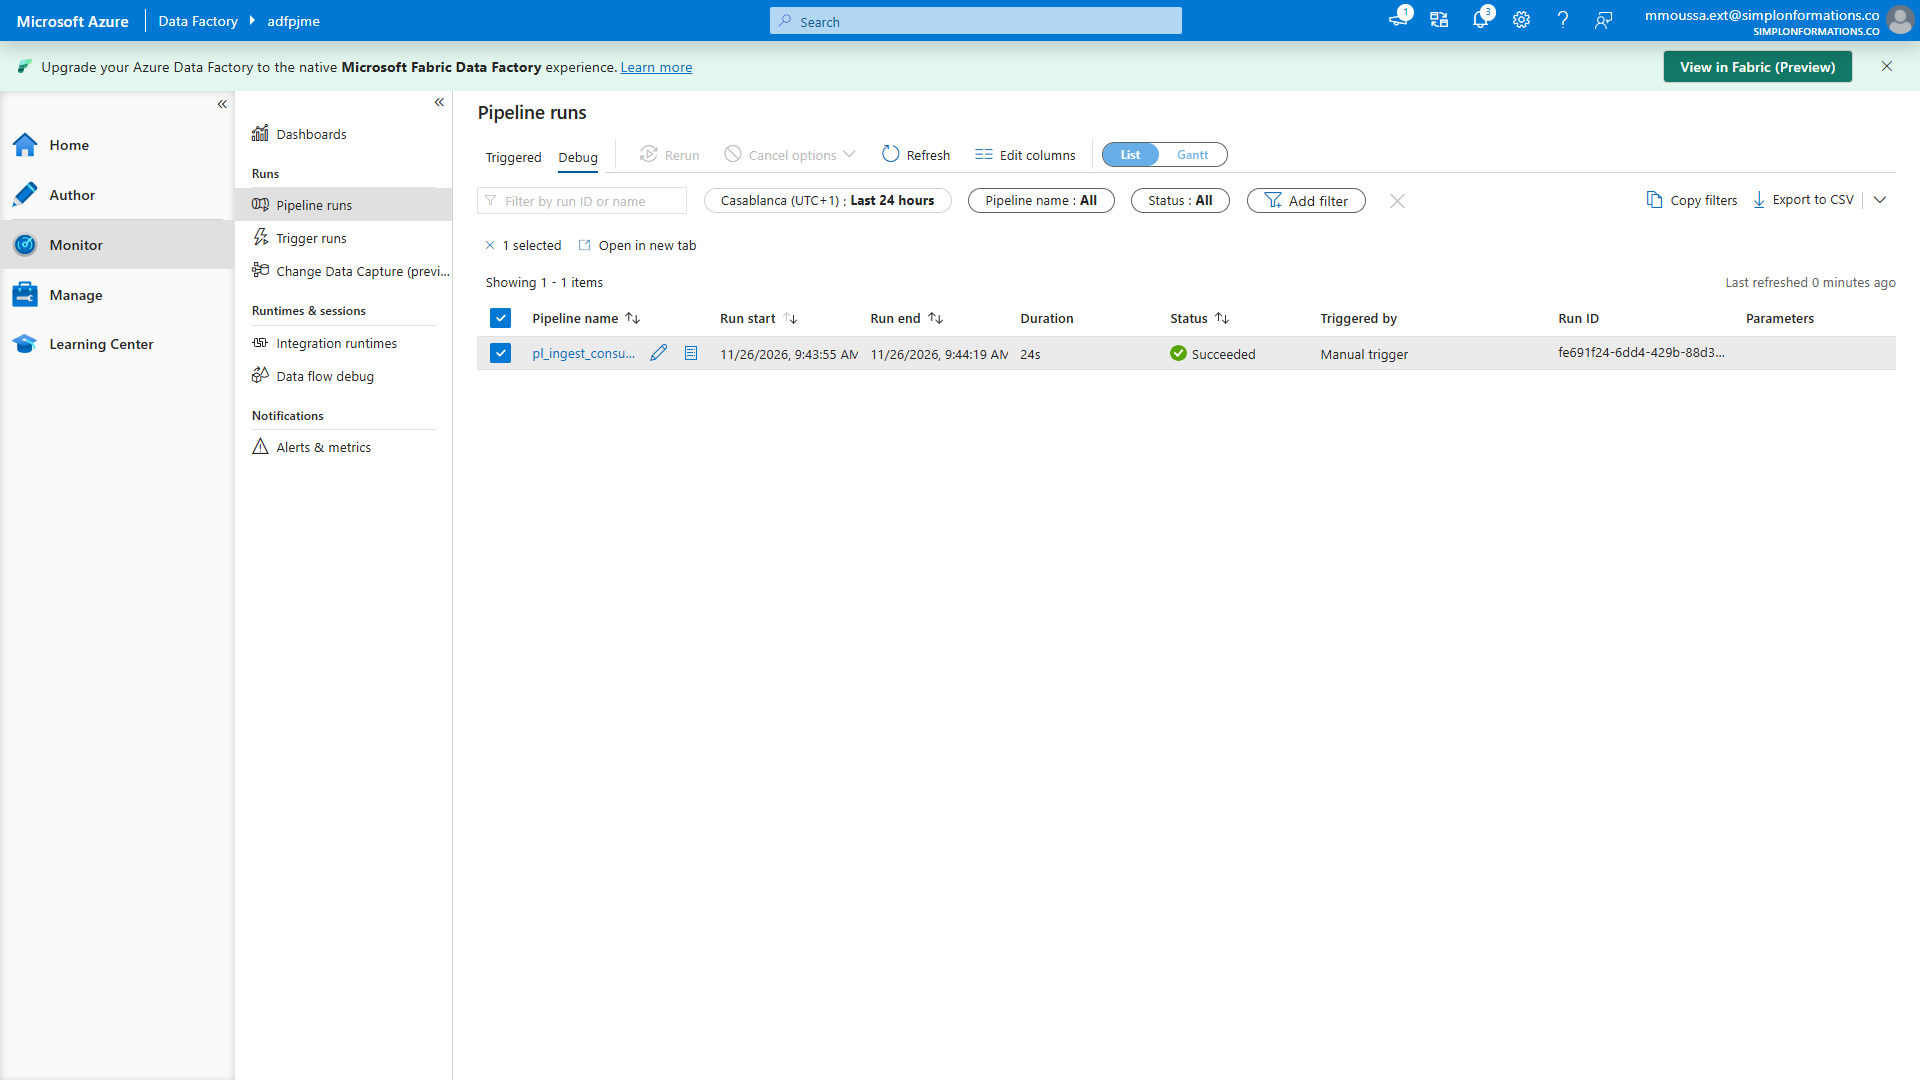 Microsoft Azure Data Factory adfpjme Search 1 3 mmoussa.ext@simplonformations.co
SIMPLONFORMATIONS.CO
Upgrade your Azure Data Factory to the native Microsoft Fabric Data Factory experience. Learn more View in Fabric (Preview)
Home
Author
Monitor
Manage
Learning Center
Dashboards
Runs
Pipeline runs
Trigger runs
Change Data Capture (previ...
Runtimes & sessions
Integration runtimes
Data flow debug
Notifications
Alerts & metrics
Pipeline runs
Triggered Debug Rerun Cancel options Refresh Edit columns List Gantt
Filter by run ID or name Casablanca (UTC+1) : Last 24 hours Pipeline name : All Status : All Add filter Copy filters Export to CSV
1 selected Open in new tab
Showing 1 - 1 items Last refreshed 0 minutes ago
Pipeline name Run start Run end Duration Status Triggered by Run ID Parameters
pl_ingest_consu... 11/26/2026, 9:43:55 AM 11/26/2026, 9:44:19 AM 24s Succeeded Manual trigger fe691f24-6dd4-429b-88d3...